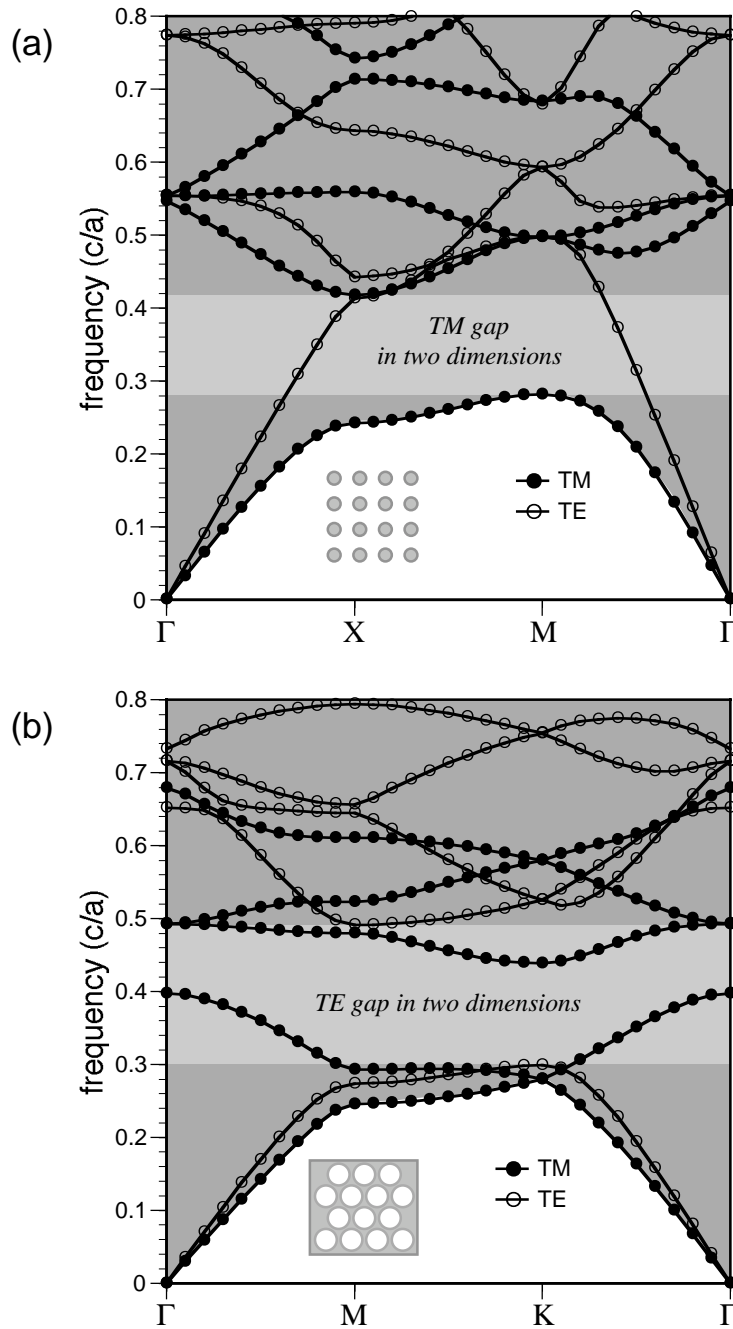 (a)
frequency (c/a)
0.8
0.7
0.6
0.5
0.4
0.3
0.2
0.1
0
TM gap
in two dimensions
TM
TE
Γ X M Γ
(b)
frequency (c/a)
0.8
0.7
0.6
0.5
0.4
0.3
0.2
0.1
0
TE gap in two dimensions
TM
TE
Γ M K Γ